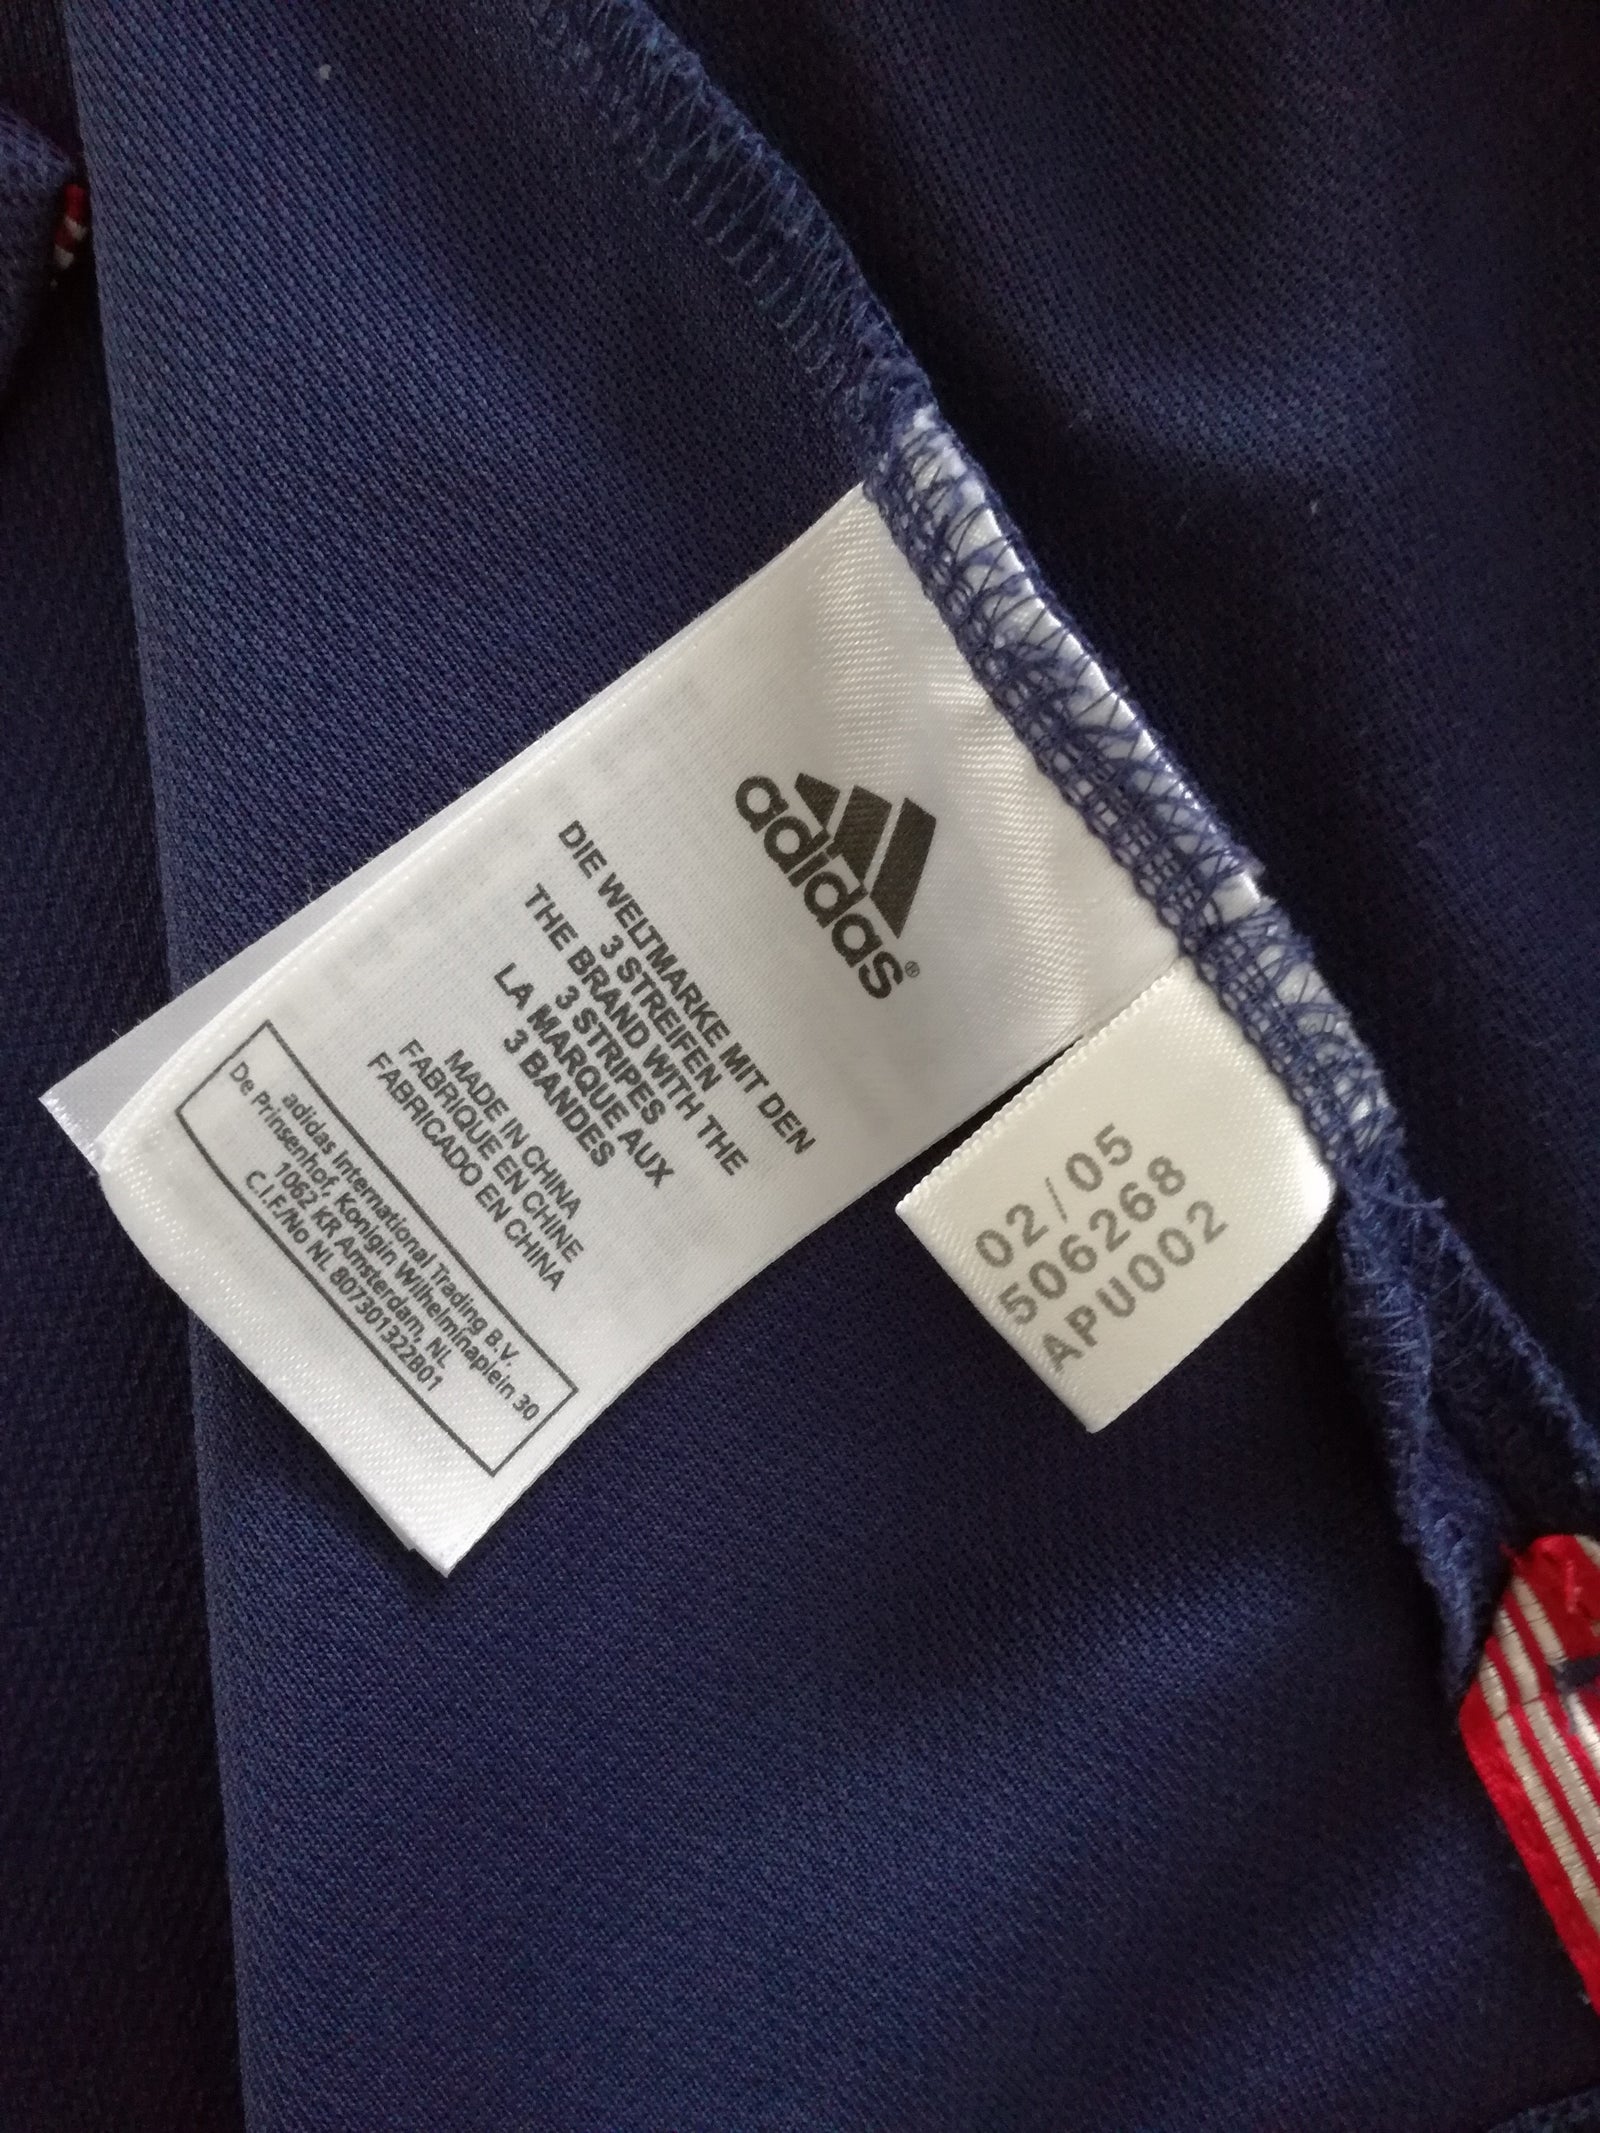 adidas®
DIE WELTMARKE MIT DEN
3 STREIFEN
THE BRAND WITH THE
3 STRIPES
LA MARQUE AUX
3 BANDES
MADE IN CHINA
FABRIQUE EN CHINE
FABRICADO EN CHINA
adidas International Trading B.V.
De Prinsenhof, Konigin Wilhelminaplein 30
1062 KR Amsterdam, NL
C.I.F./No NL 807301322B01
02/05
506268
APU002